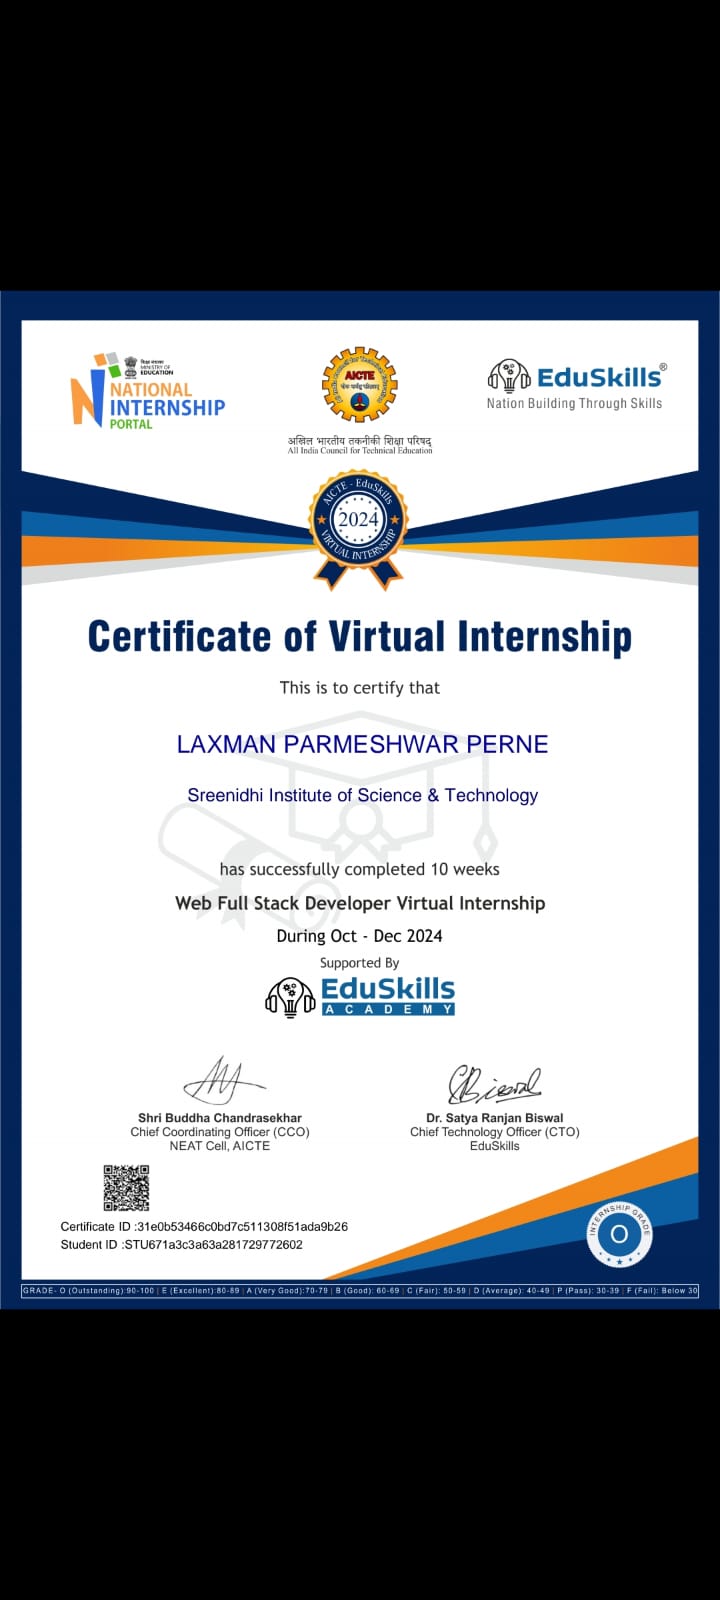 शिक्षा मंत्रालय
MINISTRY OF
EDUCATION
NATIONAL
INTERNSHIP
PORTAL
AICTE
अखिल भारतीय तकनीकी शिक्षा परिषद्
All India Council for Technical Education
EduSkills®
Nation Building Through Skills
AICTE - EduSkills
2024
VIRTUAL INTERNSHIP
Certificate of Virtual Internship
This is to certify that
LAXMAN PARMESHWAR PERNE
Sreenidhi Institute of Science & Technology
has successfully completed 10 weeks
Web Full Stack Developer Virtual Internship
During Oct - Dec 2024
Supported By
EduSkills
ACADEMY
Shri Buddha Chandrasekhar
Chief Coordinating Officer (CCO)
NEAT Cell, AICTE
Dr. Satya Ranjan Biswal
Chief Technology Officer (CTO)
EduSkills
Certificate ID :31e0b53466c0bd7c511308f51ada9b26
Student ID :STU671a3c3a63a281729772602
INTERNSHIP GRADE
O
GRADE- O (Outstanding):90-100 | E (Excellent):80-89 | A (Very Good):70-79 | B (Good): 60-69 | C (Fair): 50-59 | D (Average): 40-49 | P (Pass): 30-39 | F (Fail): Below 30